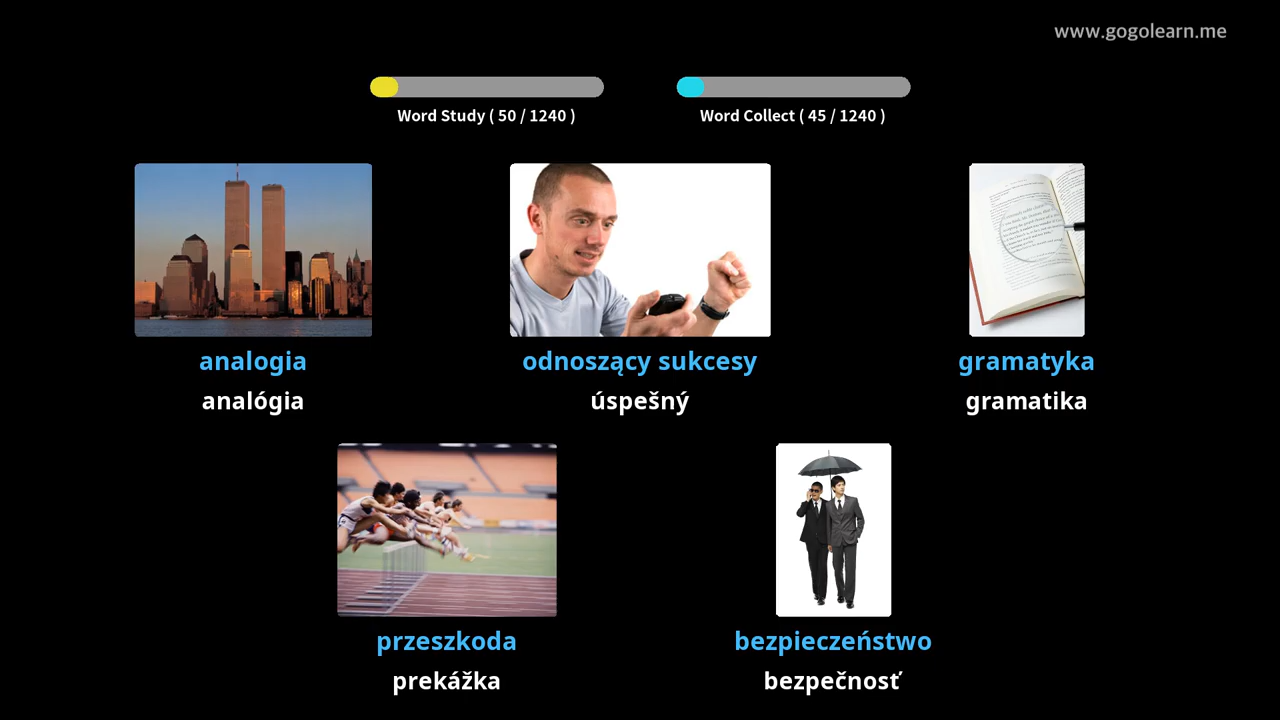 www.gogolearn.me
Word Study ( 50 / 1240 )
Word Collect ( 45 / 1240 )
analogia
analógia
odnoszący sukcesy
úspešný
gramatyka
gramatika
przeszkoda
prekážka
bezpieczeństwo
bezpečnosť